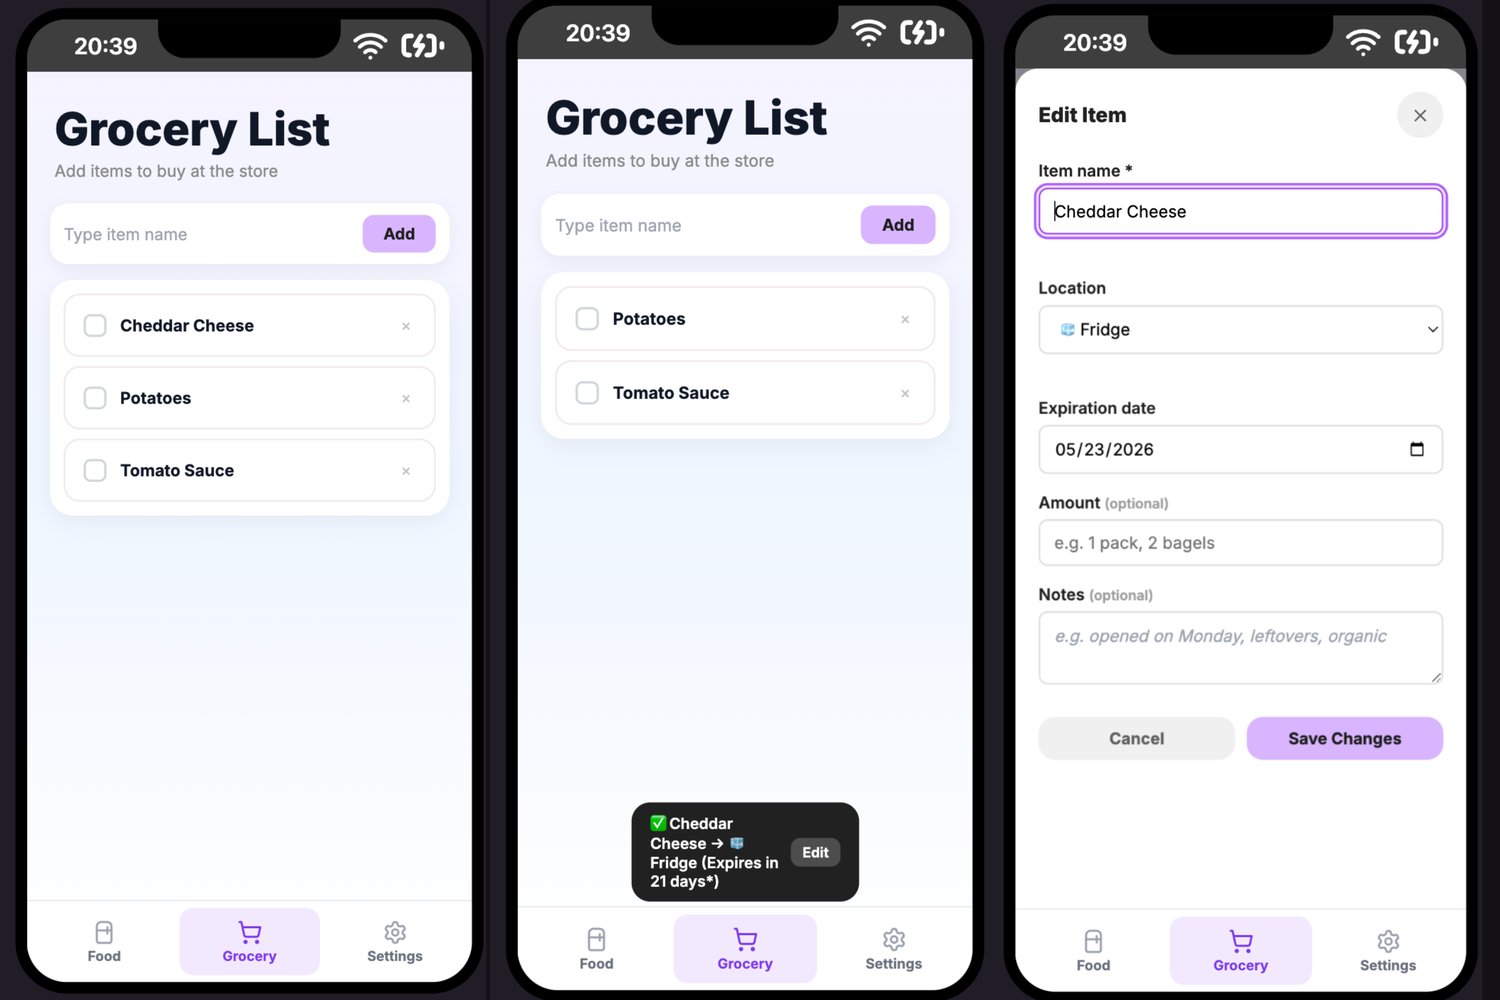 20:39
Grocery List
Add items to buy at the store
Type item name
Add
Cheddar Cheese
×
Potatoes
×
Tomato Sauce
×
Food
Grocery
Settings
20:39
Grocery List
Add items to buy at the store
Type item name
Add
Potatoes
×
Tomato Sauce
×
✅ Cheddar
Cheese → 🧊
Fridge (Expires in
21 days*)
Edit
Food
Grocery
Settings
20:39
Edit Item
×
Item name *
Cheddar Cheese
Location
🧊 Fridge
Expiration date
05/23/2026
Amount (optional)
e.g. 1 pack, 2 bagels
Notes (optional)
e.g. opened on Monday, leftovers, organic
Cancel
Save Changes
Food
Grocery
Settings